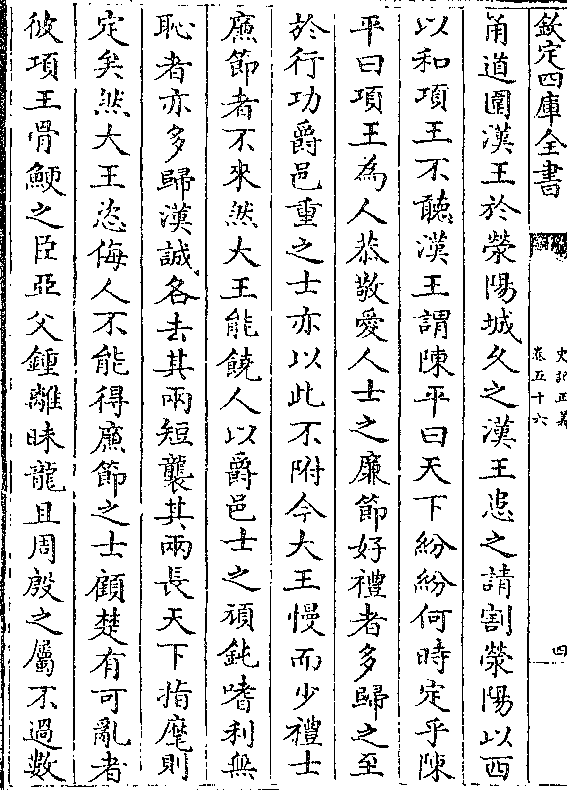 欽定四庫全書
史記正義
卷五十六
四
甬道圍漢王於滎陽城久之漢王患之請割滎陽以西
以和項王不聽漢王謂陳平曰天下紛紛何時定乎陳
平曰項王為人恭敬愛人士之廉節好禮者多歸之至
於行功爵邑重之士亦以此不附今大王慢而少禮士
廉節者不來然大王能饒人以爵邑士之頑鈍嗜利無
恥者亦多歸漢誠各去其兩短襲其兩長天下指麾則
定矣然大王恣侮人不能得廉節之士顧楚有可亂者
彼項王骨鯁之臣亞父鍾離眛龍且周殷之屬不過數